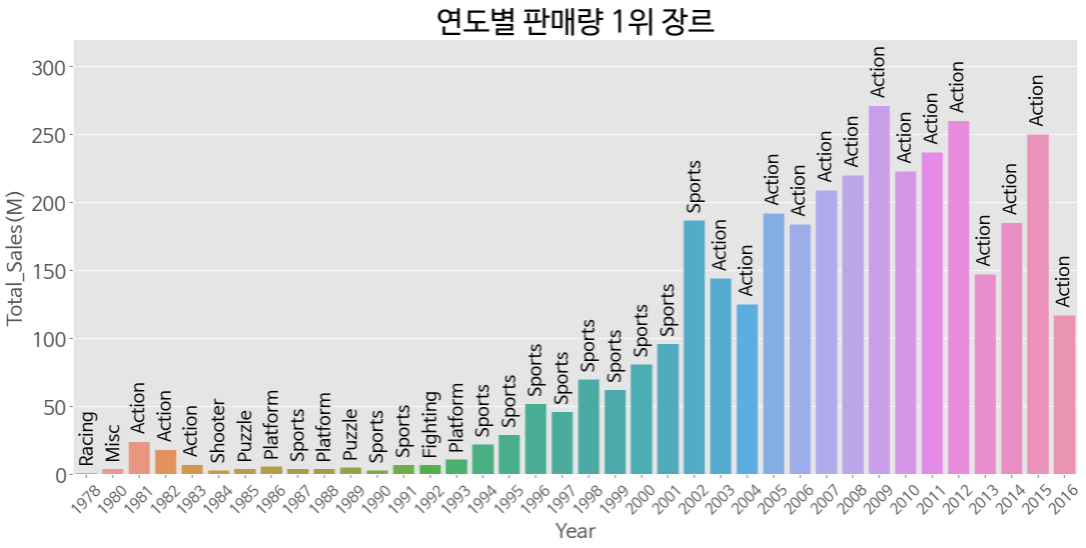 연도별 판매량 1위 장르
Total_Sales(M)
300
250
200
150
100
50
0
Racing
Misc
Action
Action
Action
Shooter
Puzzle
Platform
Sports
Platform
Puzzle
Sports
Sports
Fighting
Platform
Sports
Sports
Sports
Sports
Sports
Sports
Sports
Sports
Sports
Action
Action
Action
Action
Action
Action
Action
Action
Action
Action
Action
Action
Action
Action
1978
1980
1981
1982
1983
1984
1985
1986
1987
1988
1989
1990
1991
1992
1993
1994
1995
1996
1997
1998
1999
2000
2001
2002
2003
2004
2005
2006
2007
2008
2009
2010
2011
2012
2013
2014
2015
2016
Year